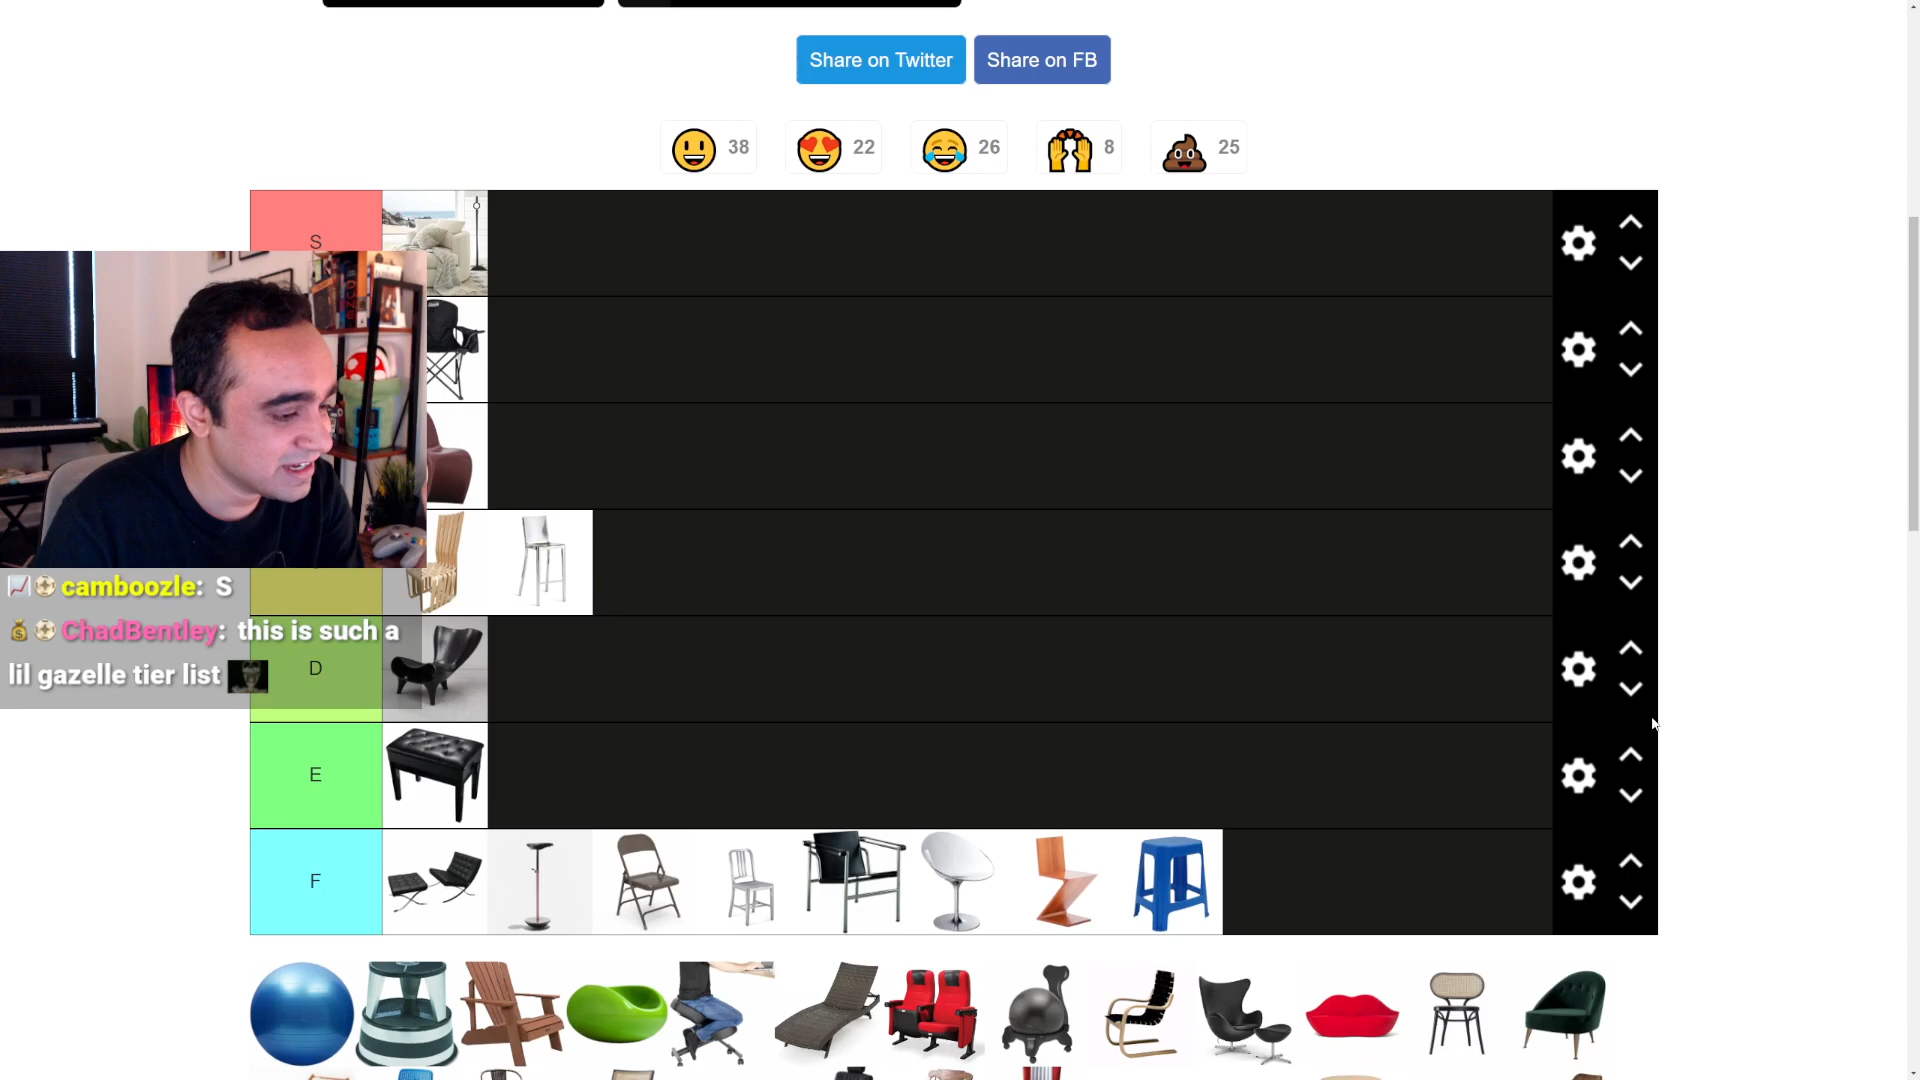 Share on Twitter Share on FB
38 22 26 8 25
S
camboozle: S
ChadBentley: this is such a
lil gazelle tier list
D
E
F